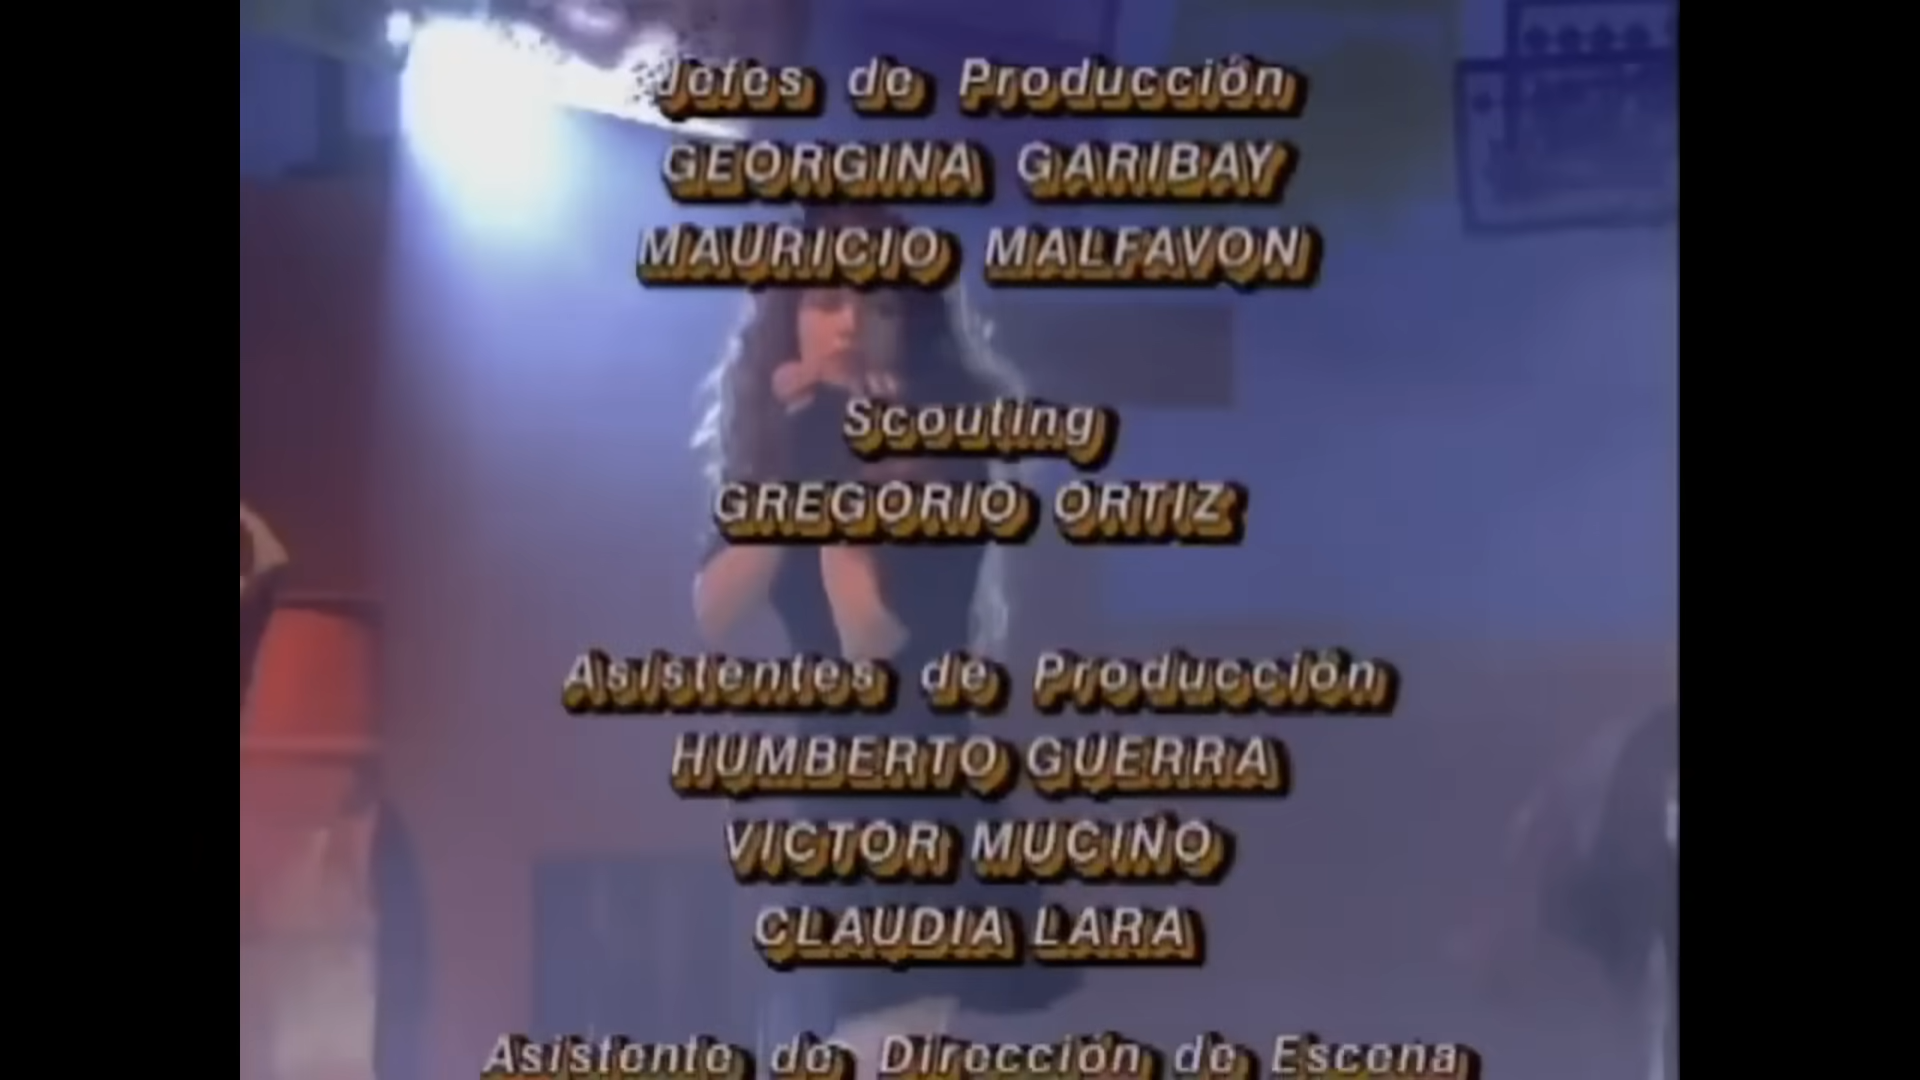 Jefes de Producción
GEORGINA GARIBAY
MAURICIO MALFAVON
Scouting
GREGORIO ORTIZ
Asistentes de Producción
HUMBERTO GUERRA
VICTOR MUCIÑO
CLAUDIA LARA
Asistente de Dirección de Escena